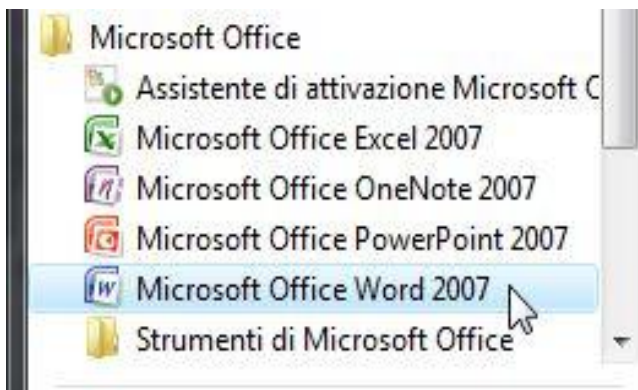 Microsoft Office
Assistente di attivazione Microsoft
Microsoft Office Excel 2007
Microsoft Office OneNote 2007
Microsoft Office PowerPoint 2007
Microsoft Office Word 2007
Strumenti di Microsoft Office